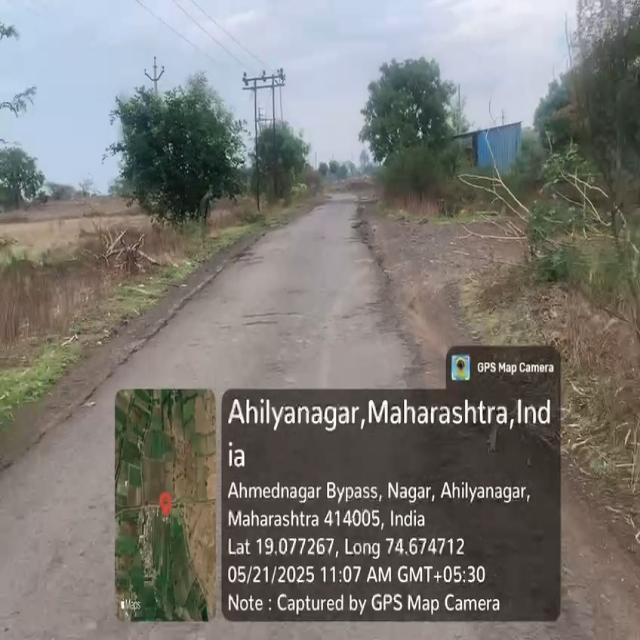 GPS Map Camera
Ahilyanagar,Maharashtra,Ind
ia
Ahmednagar Bypass, Nagar, Ahilyanagar,
Maharashtra 414005, India
Lat 19.077267, Long 74.674712
05/21/2025 11:07 AM GMT+05:30
Note : Captured by GPS Map Camera
Maps